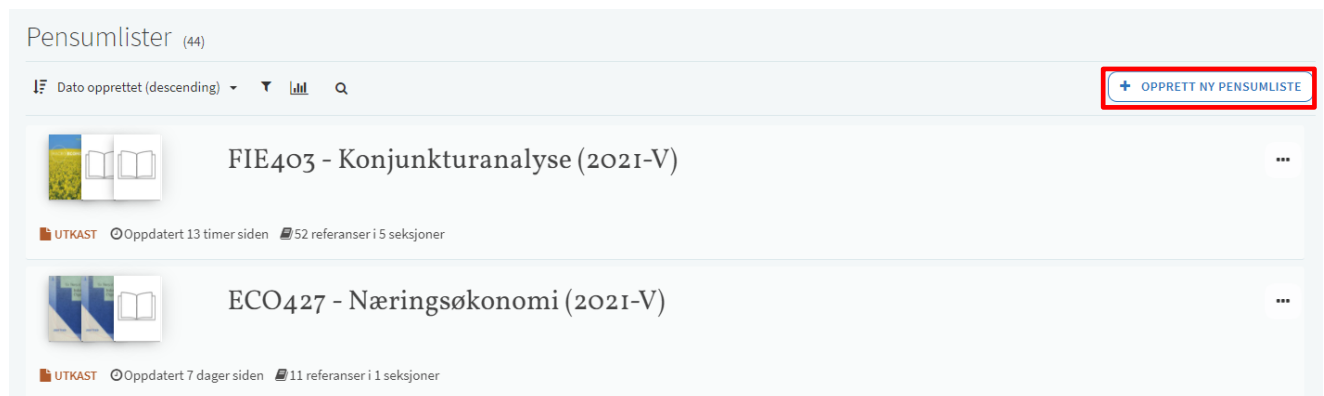 Pensumlister (44)
Dato opprettet (descending)
+ OPPRETT NY PENSUMLISTE
FIE403 - Konjunkturanalyse (2021-V)
UTKAST Oppdatert 13 timer siden 52 referanser i 5 seksjoner
ECO427 - Næringsøkonomi (2021-V)
UTKAST Oppdatert 7 dager siden 11 referanser i 1 seksjoner